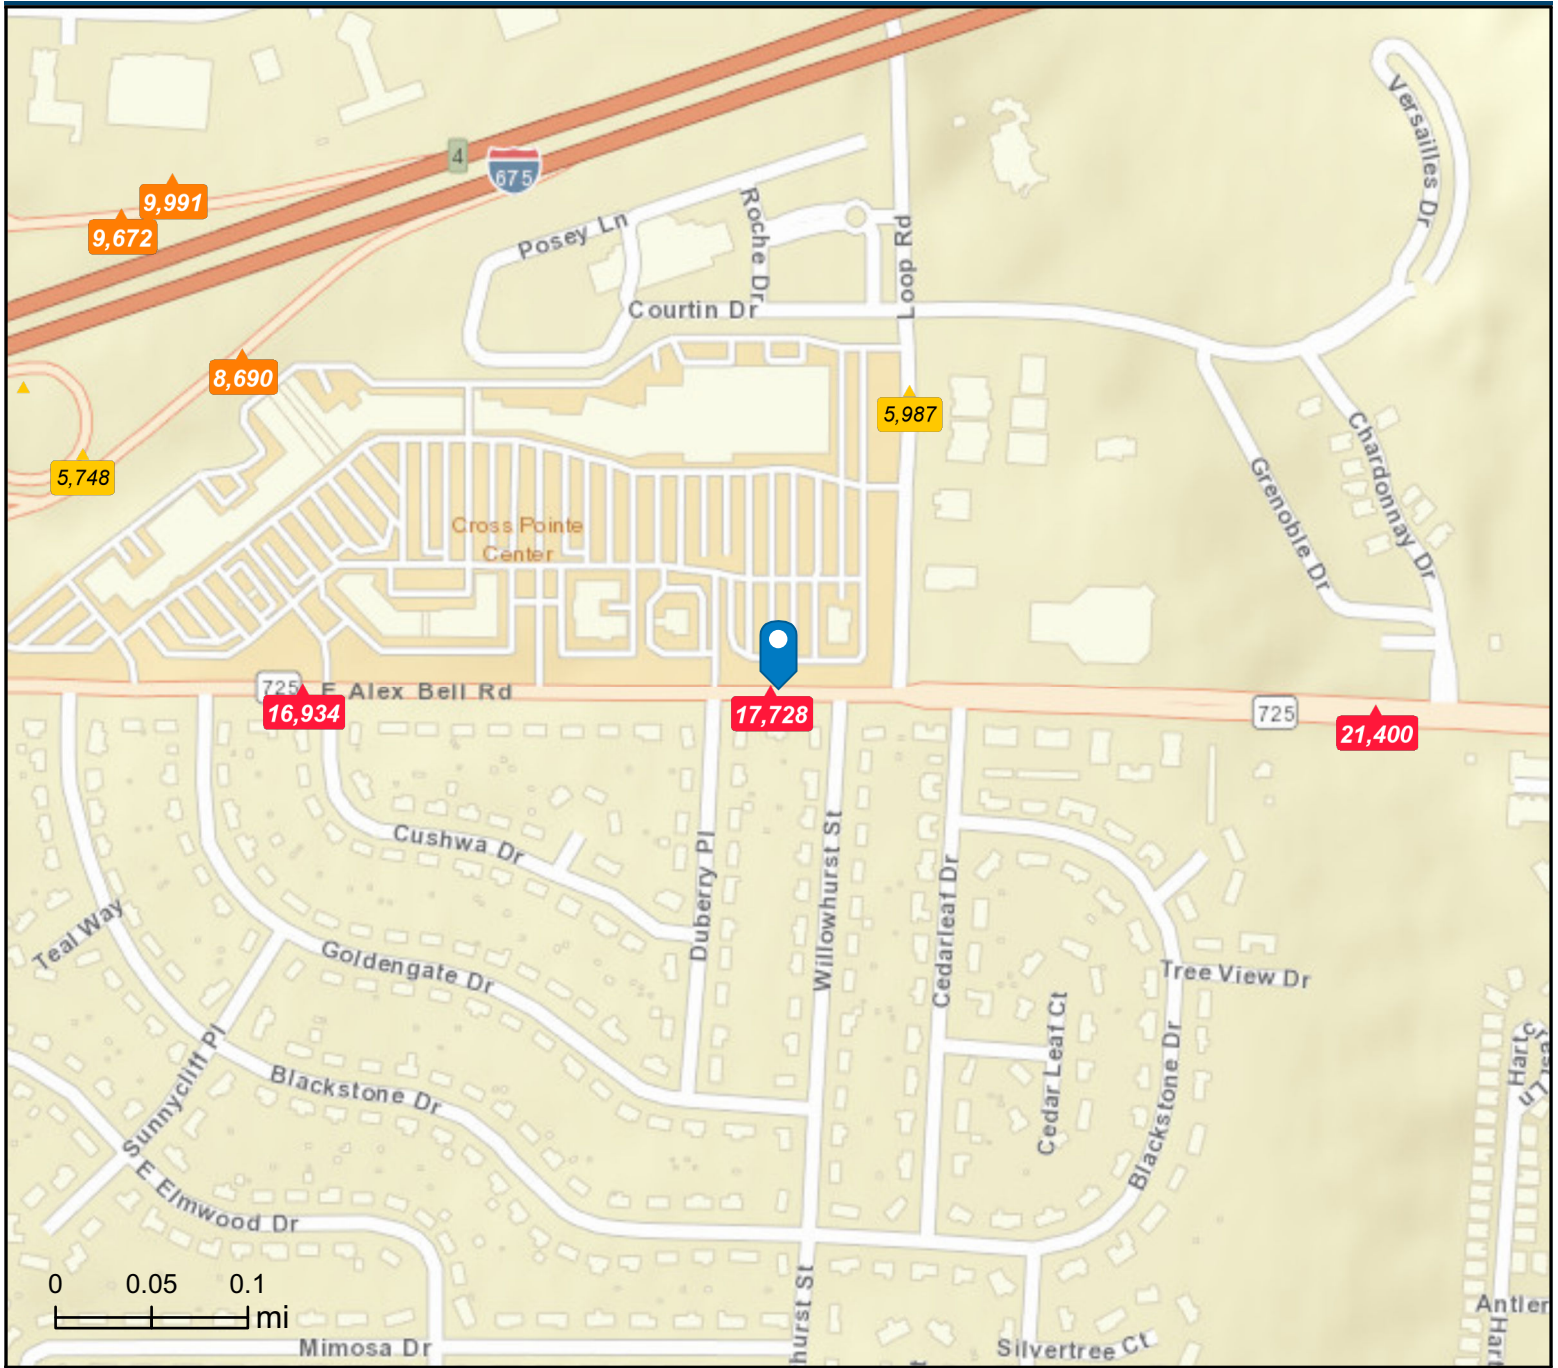 4
675
9,991
9,672
Posey Ln
Roche Dr
Loop Rd
Versailles Dr
Courtin Dr
8,690
5,987
5,748
Cross Pointe
Center
Grenoble Dr
Chardonnay Dr
725
E Alex Bell Rd
16,934
17,728
725
21,400
Cushwa Dr
Duberry Pl
Willowhurst St
Cedarleaf Dr
Teal Way
Goldengate Dr
Tree View Dr
Cedar Leaf Ct
Blackstone Dr
Sunnycliff Pl
Blackstone Dr
E Elmwood Dr
Hart
0 0.05 0.1
mi
hurst St
Antler
Mimosa Dr
Silvertree Ct
Har